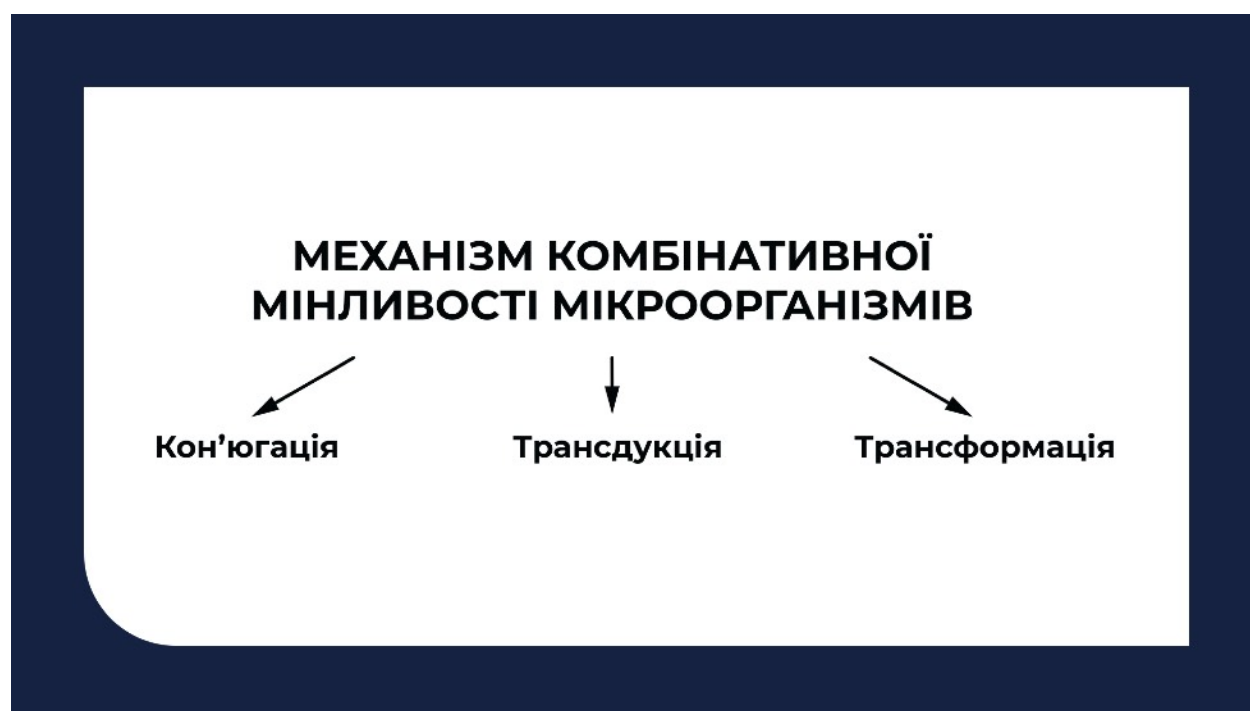 МЕХАНІЗМ КОМБІНАТИВНОЇ
МІНЛИВОСТІ МІКРООРГАНІЗМІВ
Кон’югація
Трансдукція
Трансформація